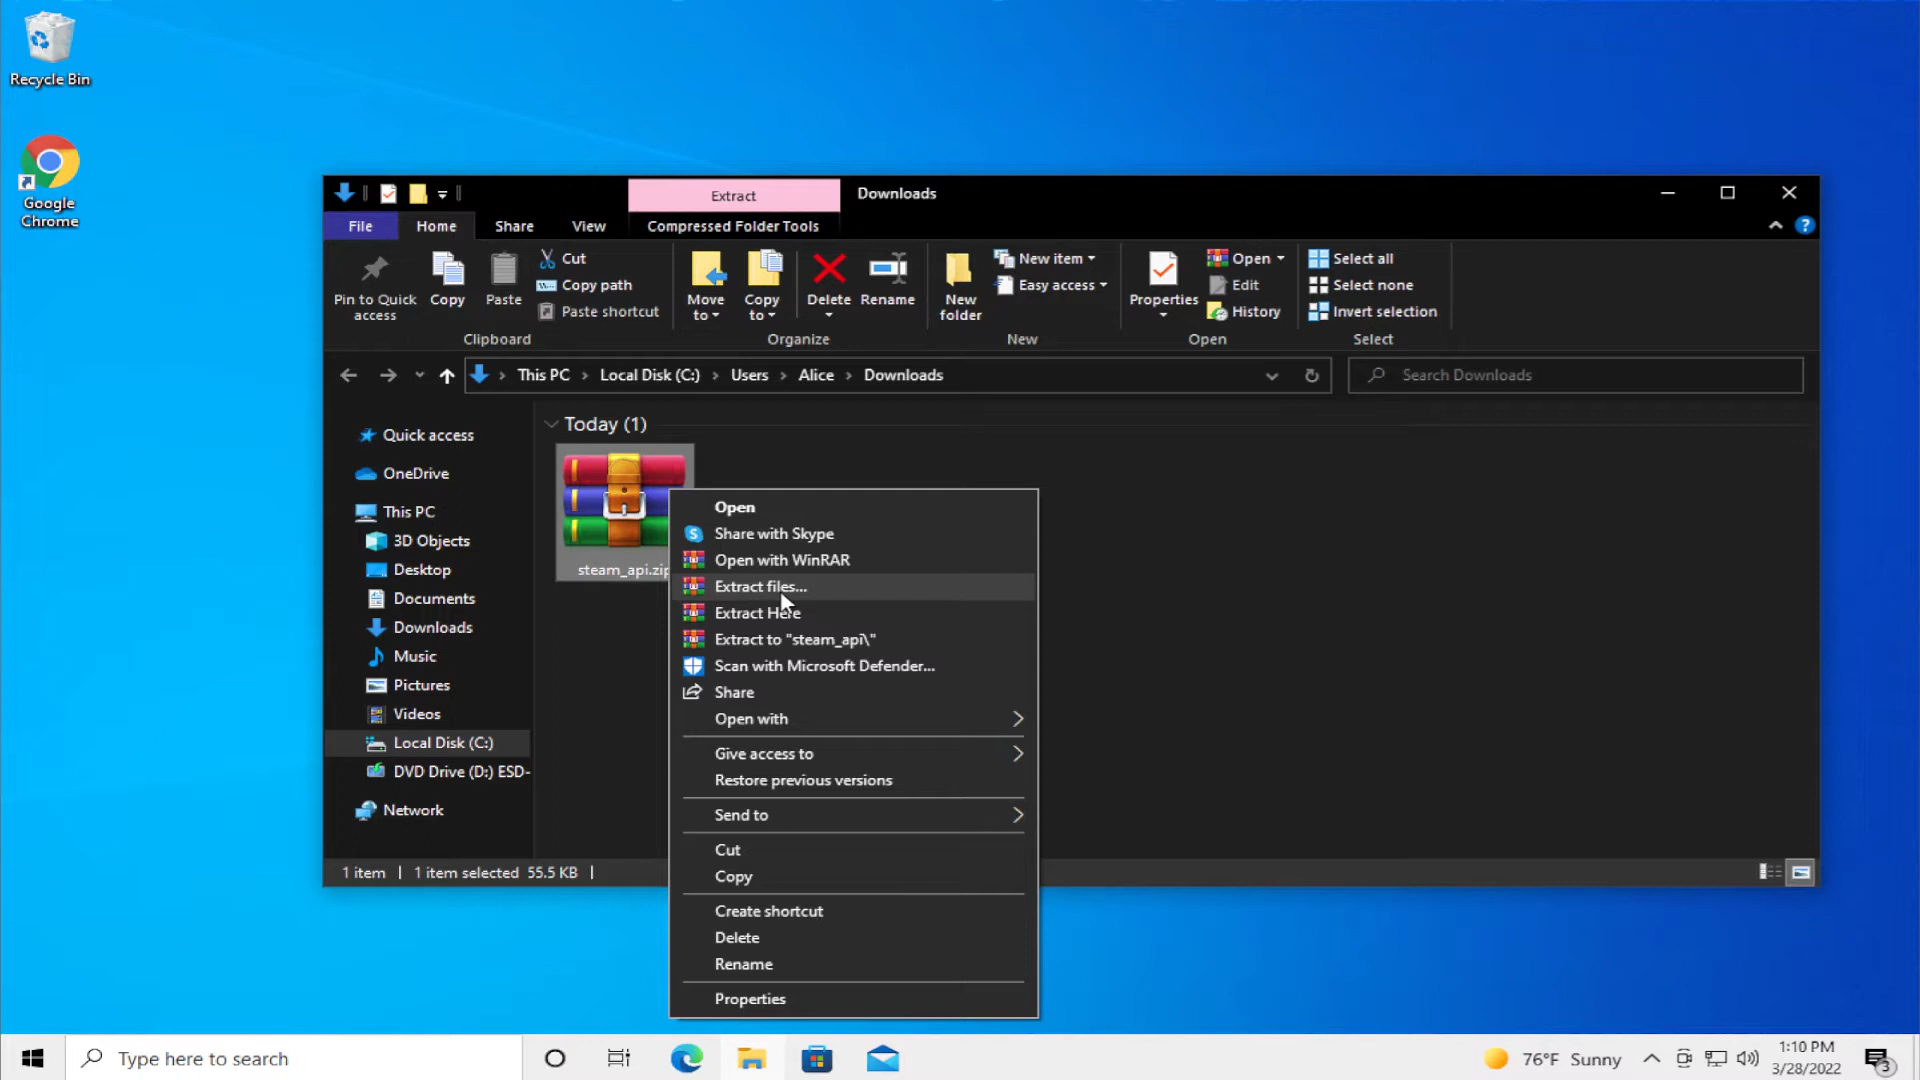 Recycle Bin
Google
Chrome
Extract
Downloads
File
Home
Share
View
Compressed Folder Tools
Pin to Quick
access
Copy
Paste
Cut
Copy path
Paste shortcut
Clipboard
Move
to
Copy
to
Delete
Rename
Organize
New
folder
New item
Easy access
New
Properties
Open
Edit
History
Open
Select all
Select none
Invert selection
Select
This PC > Local Disk (C:) > Users > Alice > Downloads
Search Downloads
Quick access
OneDrive
This PC
3D Objects
Desktop
Documents
Downloads
Music
Pictures
Videos
Local Disk (C:)
DVD Drive (D:) ESD-
Network
Today (1)
steam_api.zip
Open
Share with Skype
Open with WinRAR
Extract files...
Extract Here
Extract to "steam_api\"
Scan with Microsoft Defender...
Share
Open with
Give access to
Restore previous versions
Send to
Cut
Copy
Create shortcut
Delete
Rename
Properties
1 item
1 item selected 55.5 KB
Type here to search
76°F Sunny
1:10 PM
3/28/2022
3